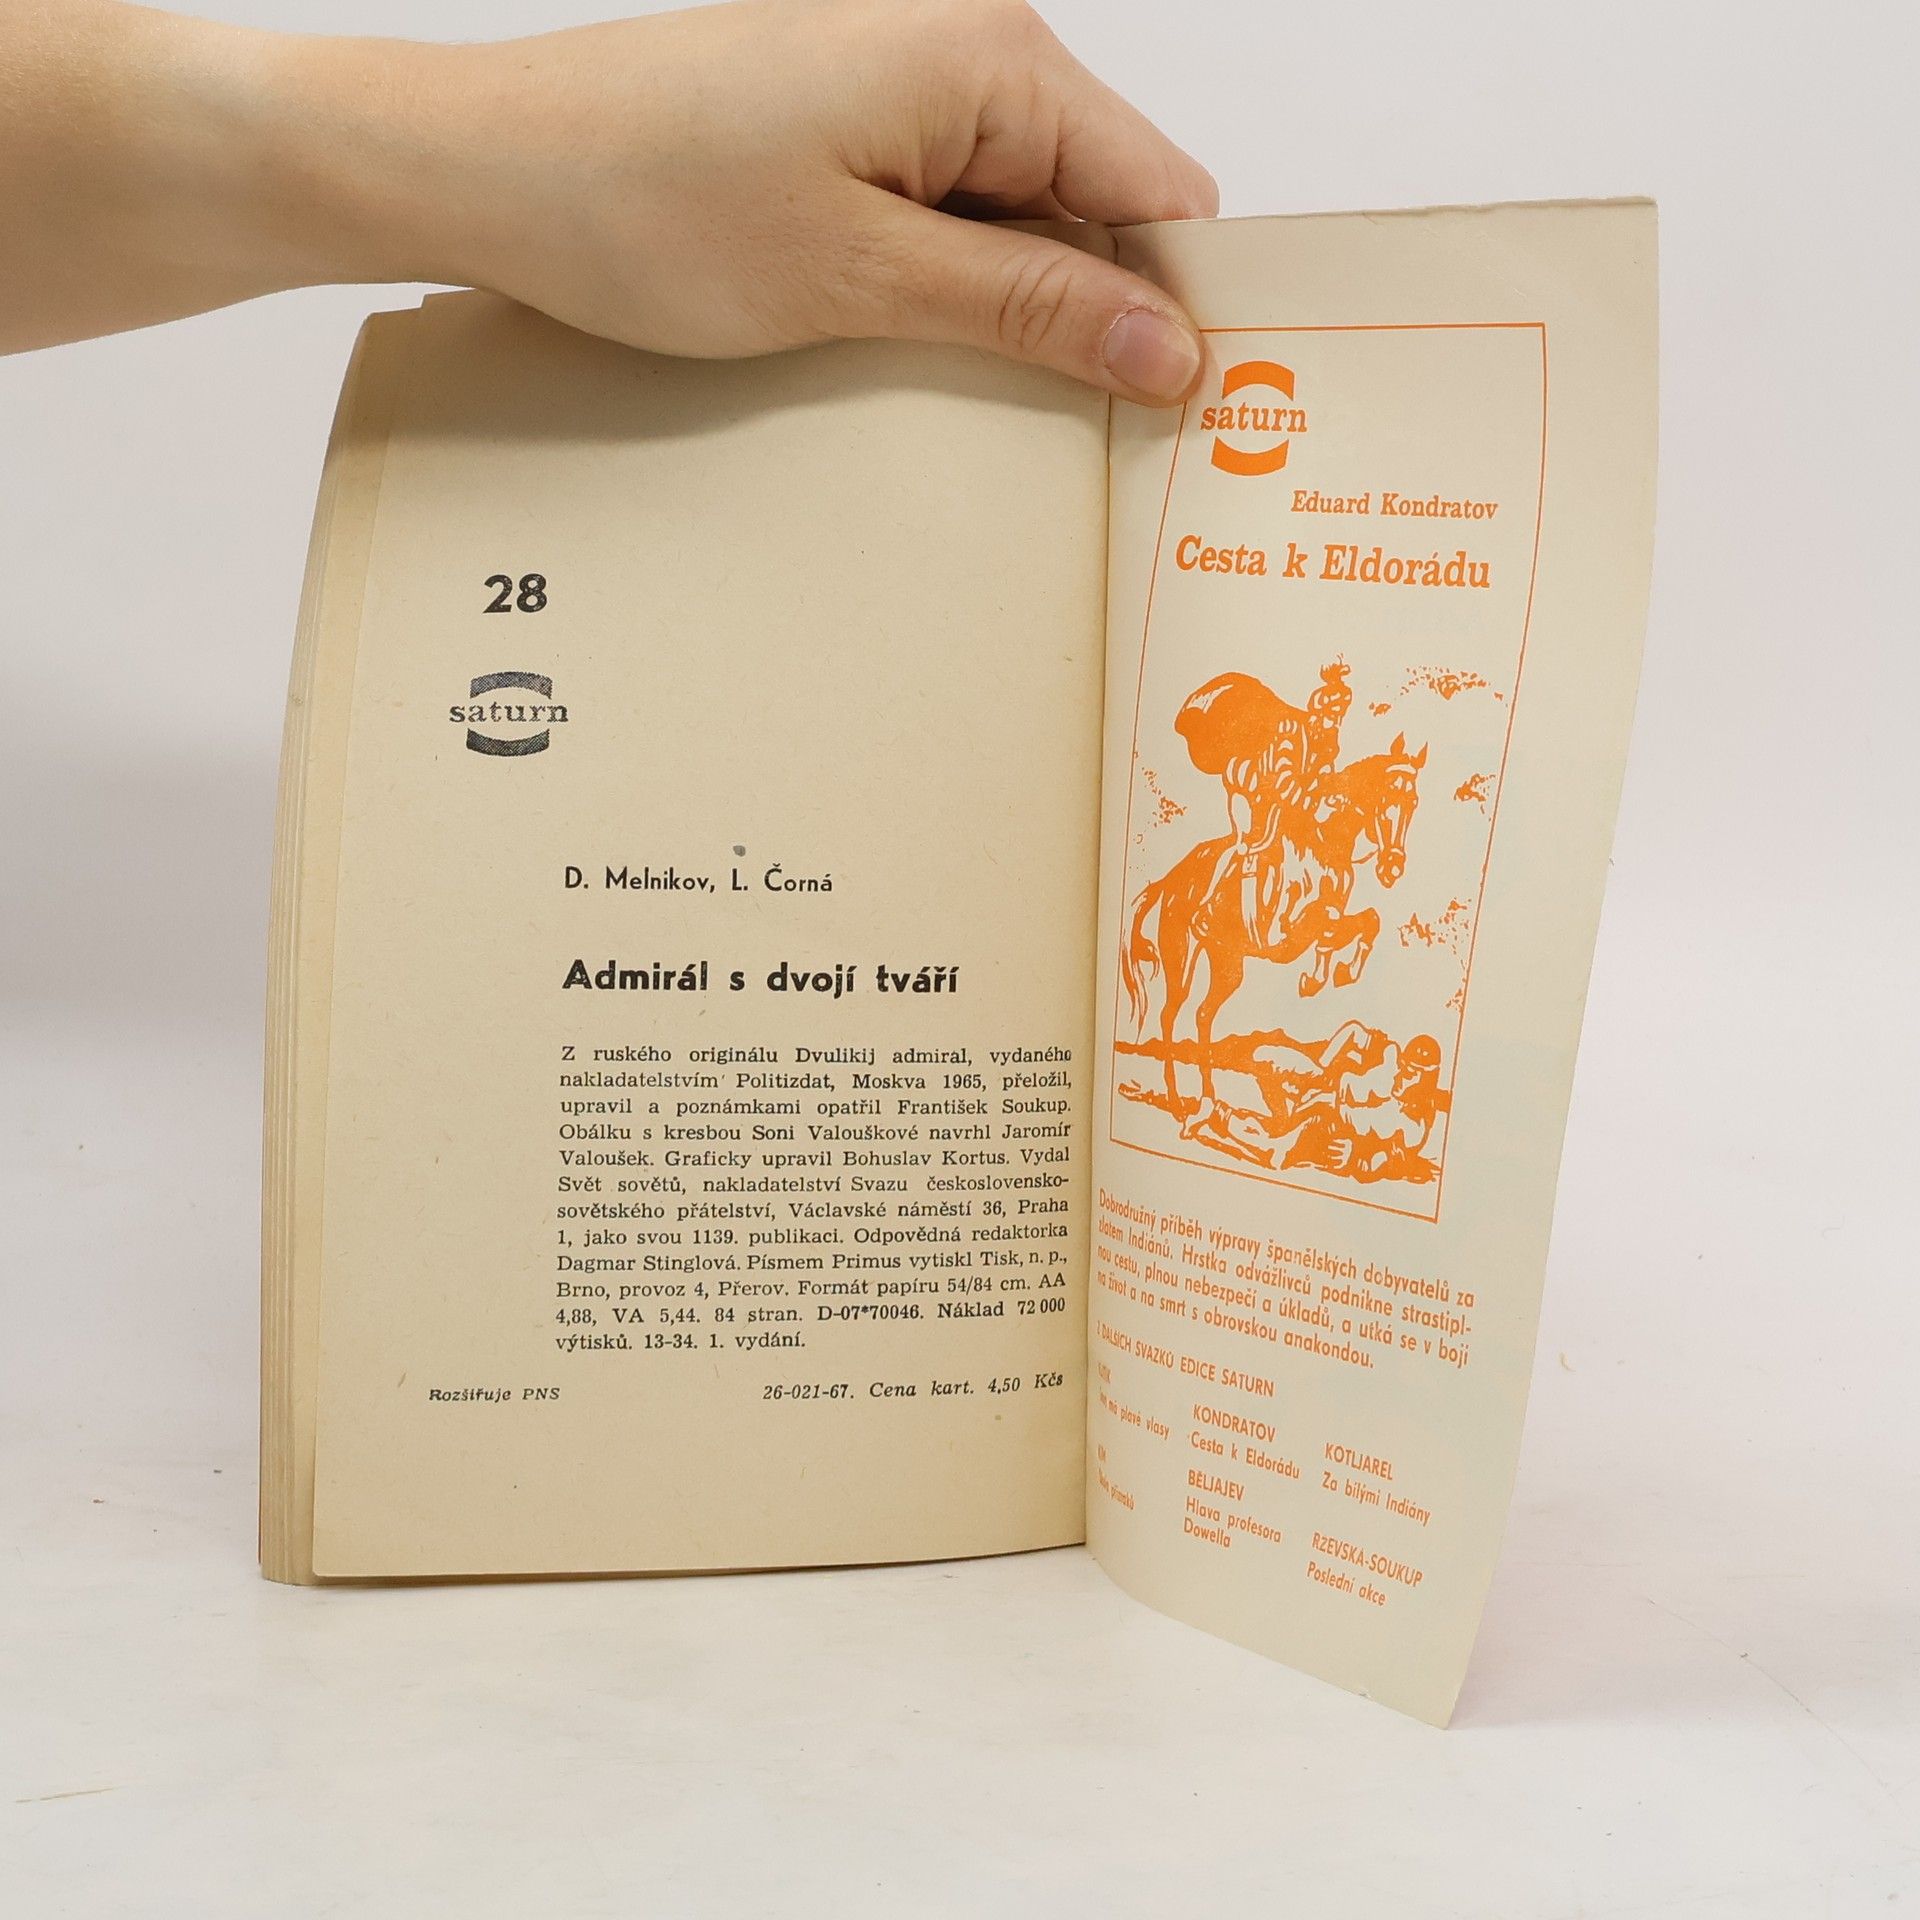 28
saturn
D. Melnikov, L. Čorná
Admirál s dvojí tváří
Z ruského originálu Dvulikij admiral, vydaného
nakladatelstvím Politizdat, Moskva 1965, přeložil,
upravil a poznámkami opatřil František Soukup.
Obálku s kresbou Soni Valouškové navrhl Jaromír
Valoušek. Graficky upravil Bohuslav Kortus. Vydal
Svět sovětů, nakladatelství Svazu československo-
sovětského přátelství, Václavské náměstí 36, Praha
1, jako svou 1139. publikaci. Odpovědná redaktorka
Dagmar Stinglová. Písmem Primus vytiskl Tisk, n. p.,
Brno, provoz 4, Přerov. Formát papíru 54/84 cm. AA
4,88, VA 5,44. 84 stran. D-07*70046. Náklad 72 000
výtisků. 13-34. 1. vydání.
Rozšiřuje PNS
26-021-67. Cena kart. 4,50 Kčs
saturn
Eduard Kondratov
Cesta k Eldorádu
Dobrodružný příběh výpravy španělských dobyvatelů za
zlatem Indiánů. Hrstka odvážlivců podnikne strastipl-
nou cestu, plnou nebezpečí a úkladů, a utká se v boji
na život a na smrt s obrovskou anakondou.
Z DALŠÍCH SVAZKŮ EDICE SATURN
má plavé vlasy
KONDRATOV
Cesta k Eldorádu
KOTLJAREL
Za bílými Indiány
BĚLJAJEV
Hlava profesora
Dowella
RŽEVSKÁ-SOUKUP
Poslední akce